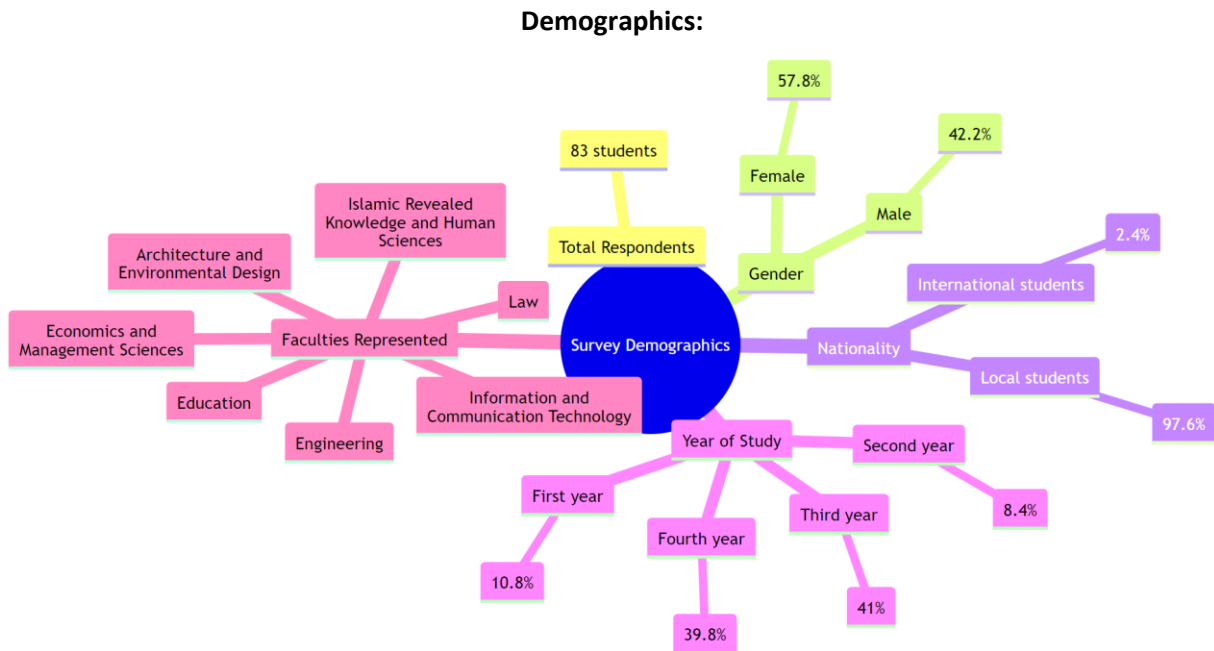 Demographics:
57.8%
42.2%
83 students
Female
Male
Islamic Revealed
Knowledge and Human
Sciences
2.4%
Architecture and
Environmental Design
Total Respondents
Gender
International students
Law
Economics and
Management Sciences
Faculties Represented
Survey Demographics
Nationality
Local students
Education
Information and
Communication Technology
97.6%
Engineering
Year of Study
Second year
First year
Third year
8.4%
Fourth year
10.8%
41%
39.8%